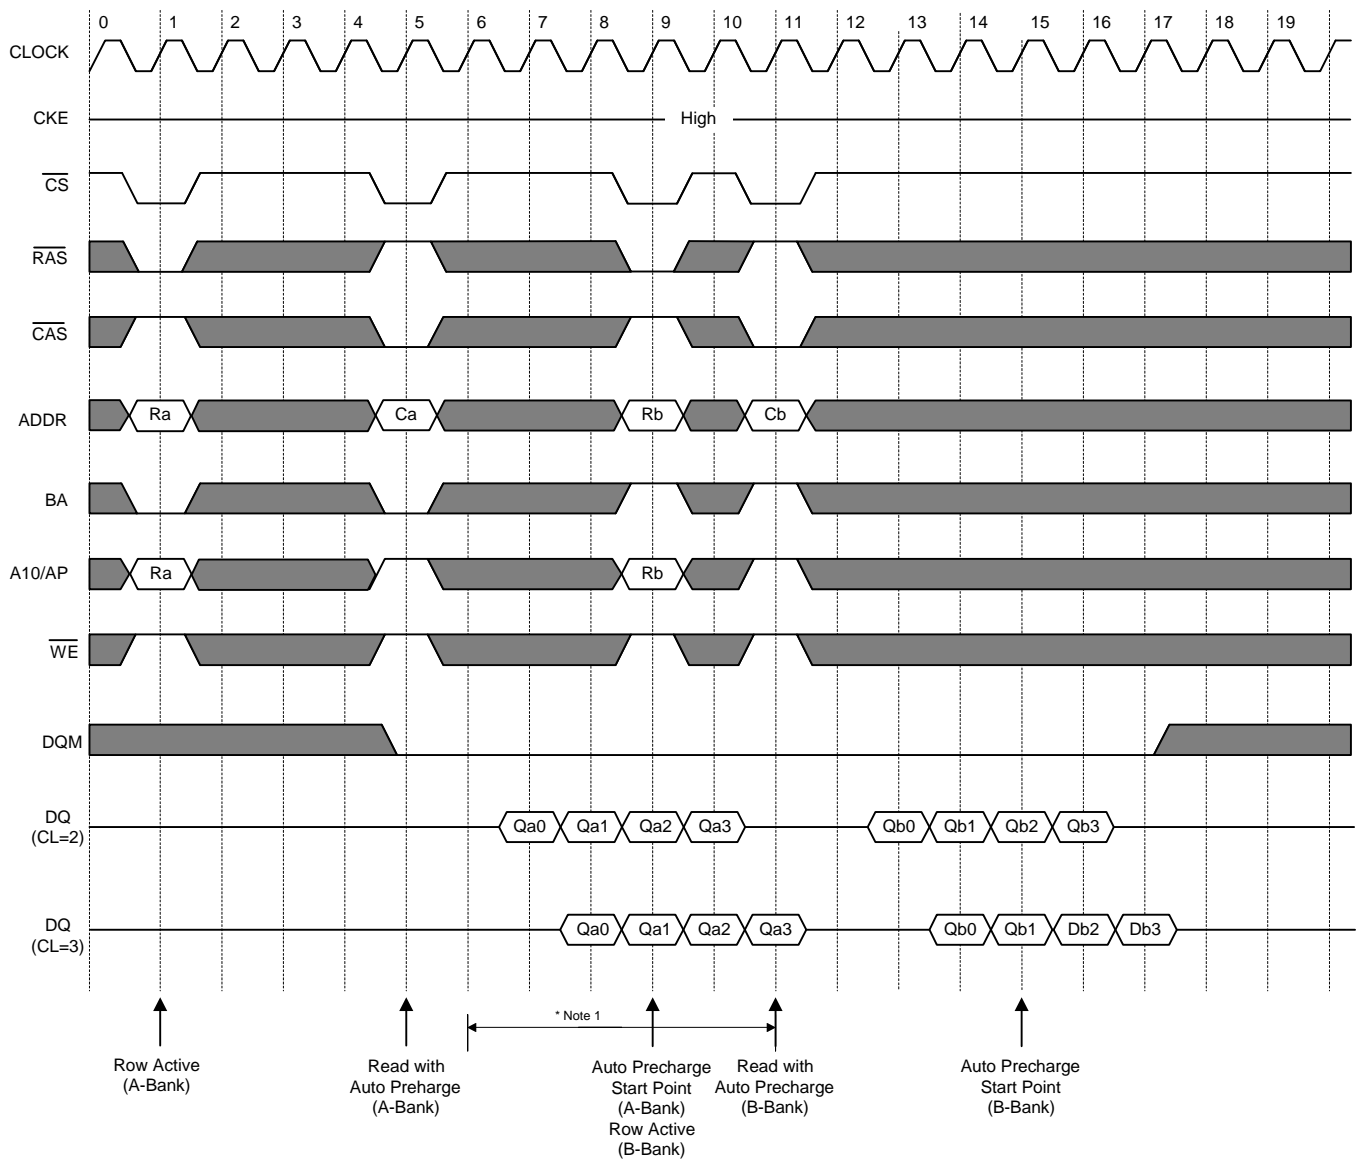 0 1 2 3 4 5 6 7 8 9 10 11 12 13 14 15 16 17 18 19
CLOCK
CKE High
CS
RAS
CAS
ADDR Ra Ca Rb Cb
BA
A10/AP Ra Rb
WE
DQM
DQ
(CL=2) Qa0 Qa1 Qa2 Qa3 Qb0 Qb1 Qb2 Qb3
DQ
(CL=3) Qa0 Qa1 Qa2 Qa3 Qb0 Qb1 Db2 Db3
* Note 1
Row Active
(A-Bank)
Read with
Auto Preharge
(A-Bank)
Auto Precharge
Start Point
(A-Bank)
Row Active
(B-Bank)
Read with
Auto Precharge
(B-Bank)
Auto Precharge
Start Point
(B-Bank)